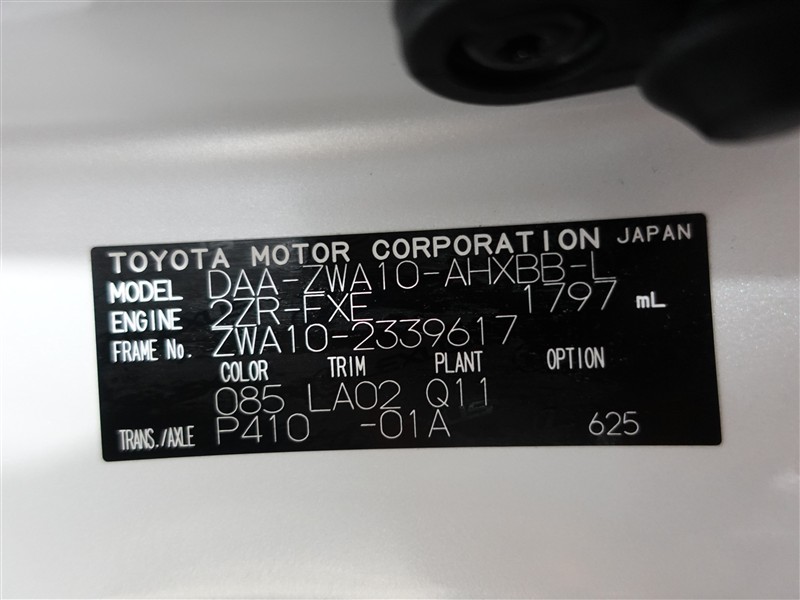 TOYOTA MOTOR CORPORATION JAPAN
MODEL DAA-ZWA10-AHXBB-L
ENGINE 2ZR-FXE 1797 mL
FRAME No. ZWA10-2339617
COLOR TRIM PLANT OPTION
085 LA02 Q11
TRANS./AXLE P410 -01A 625